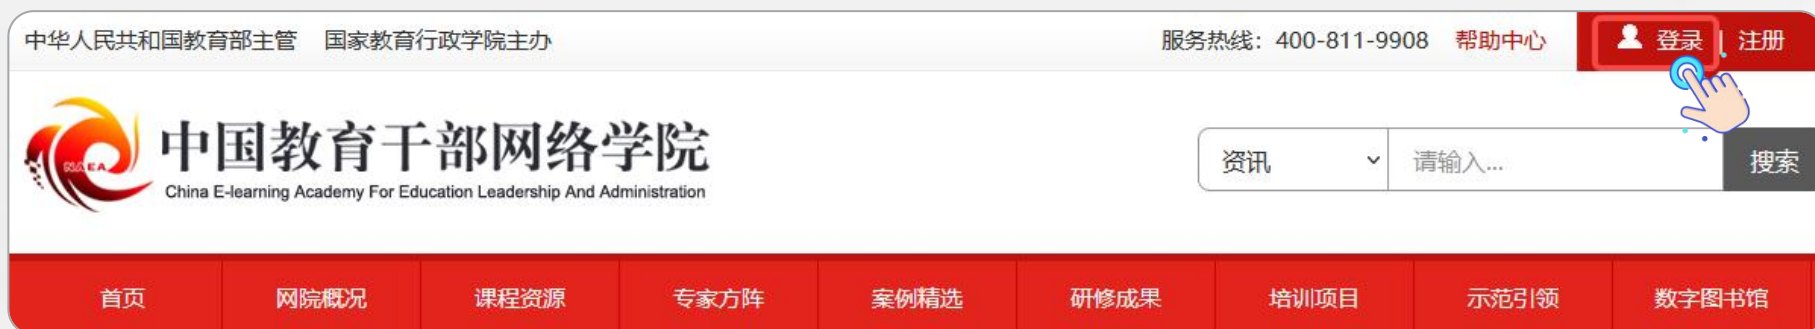 中华人民共和国教育部主管 国家教育行政学院主办 服务热线：400-811-9908 帮助中心 登录 | 注册
NAEA
中国教育干部网络学院
China E-learning Academy For Education Leadership And Administration
资讯 请输入... 搜索
首页 网院概况 课程资源 专家方阵 案例精选 研修成果 培训项目 示范引领 数字图书馆